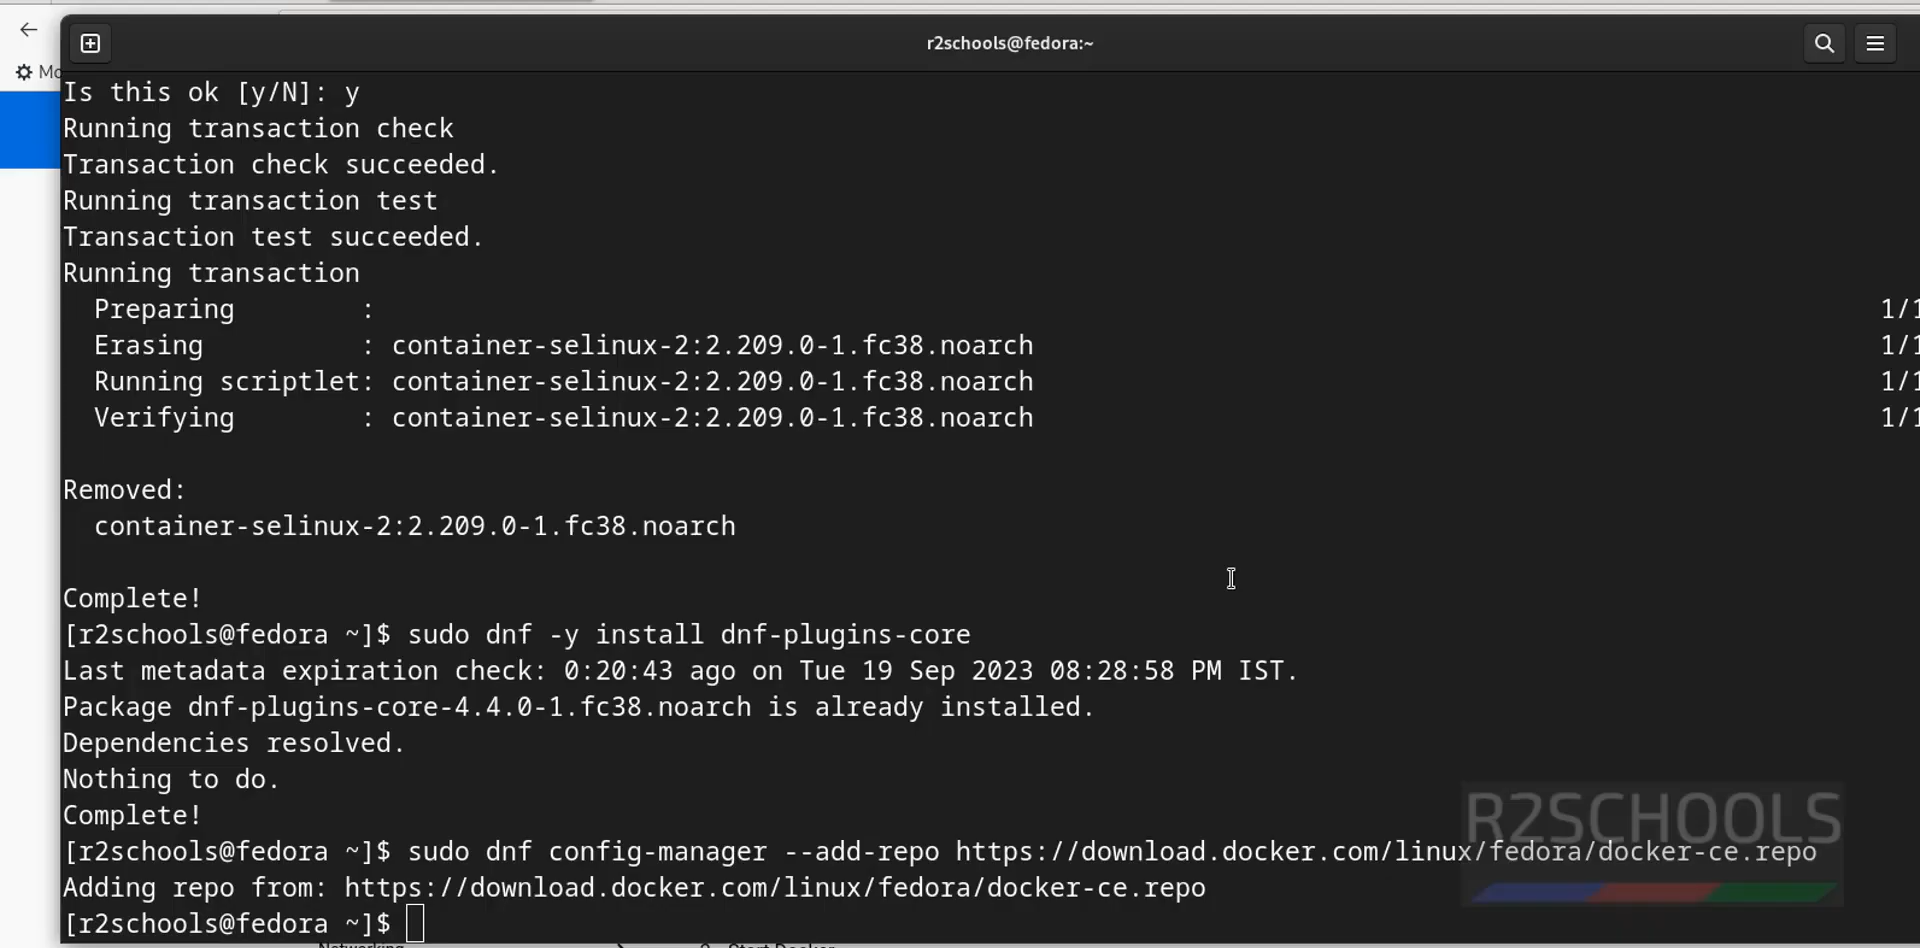 r2schools@fedora:~
Mo
Is this ok [y/N]: y
Running transaction check
Transaction check succeeded.
Running transaction test
Transaction test succeeded.
Running transaction
  Preparing        :                                                                 1/1
  Erasing          : container-selinux-2:2.209.0-1.fc38.noarch                       1/1
  Running scriptlet: container-selinux-2:2.209.0-1.fc38.noarch                       1/1
  Verifying        : container-selinux-2:2.209.0-1.fc38.noarch                       1/1
Removed:
  container-selinux-2:2.209.0-1.fc38.noarch
Complete!
[r2schools@fedora ~]$ sudo dnf -y install dnf-plugins-core
Last metadata expiration check: 0:20:43 ago on Tue 19 Sep 2023 08:28:58 PM IST.
Package dnf-plugins-core-4.4.0-1.fc38.noarch is already installed.
Dependencies resolved.
Nothing to do.
Complete!
R2SCHOOLS
[r2schools@fedora ~]$ sudo dnf config-manager --add-repo https://download.docker.com/linux/fedora/docker-ce.repo
Adding repo from: https://download.docker.com/linux/fedora/docker-ce.repo
[r2schools@fedora ~]$